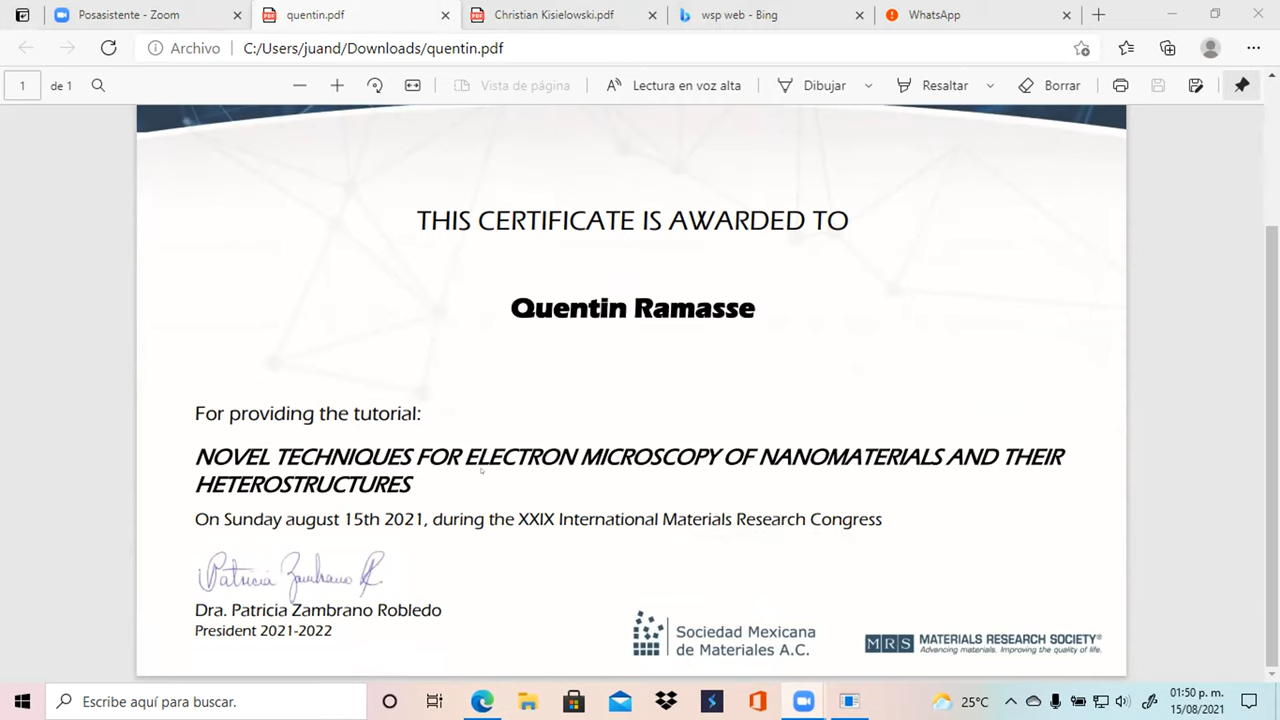 Posasistente - Zoom
quentin.pdf
Christian Kisielowski.pdf
wsp web - Bing
WhatsApp
Archivo
C:/Users/juand/Downloads/quentin.pdf
1 de 1
Vista de página
Lectura en voz alta
Dibujar
Resaltar
Borrar
THIS CERTIFICATE IS AWARDED TO
Quentin Ramasse
For providing the tutorial:
NOVEL TECHNIQUES FOR ELECTRON MICROSCOPY OF NANOMATERIALS AND THEIR
HETEROSTRUCTURES
On Sunday august 15th 2021, during the XXIX International Materials Research Congress
Patricia Zambrano R
Dra. Patricia Zambrano Robledo
President 2021-2022
Sociedad Mexicana
de Materiales A.C.
MRS MATERIALS RESEARCH SOCIETY®
Advancing materials. Improving the quality of life.
Escribe aquí para buscar.
25°C
01:50 p. m.
15/08/2021